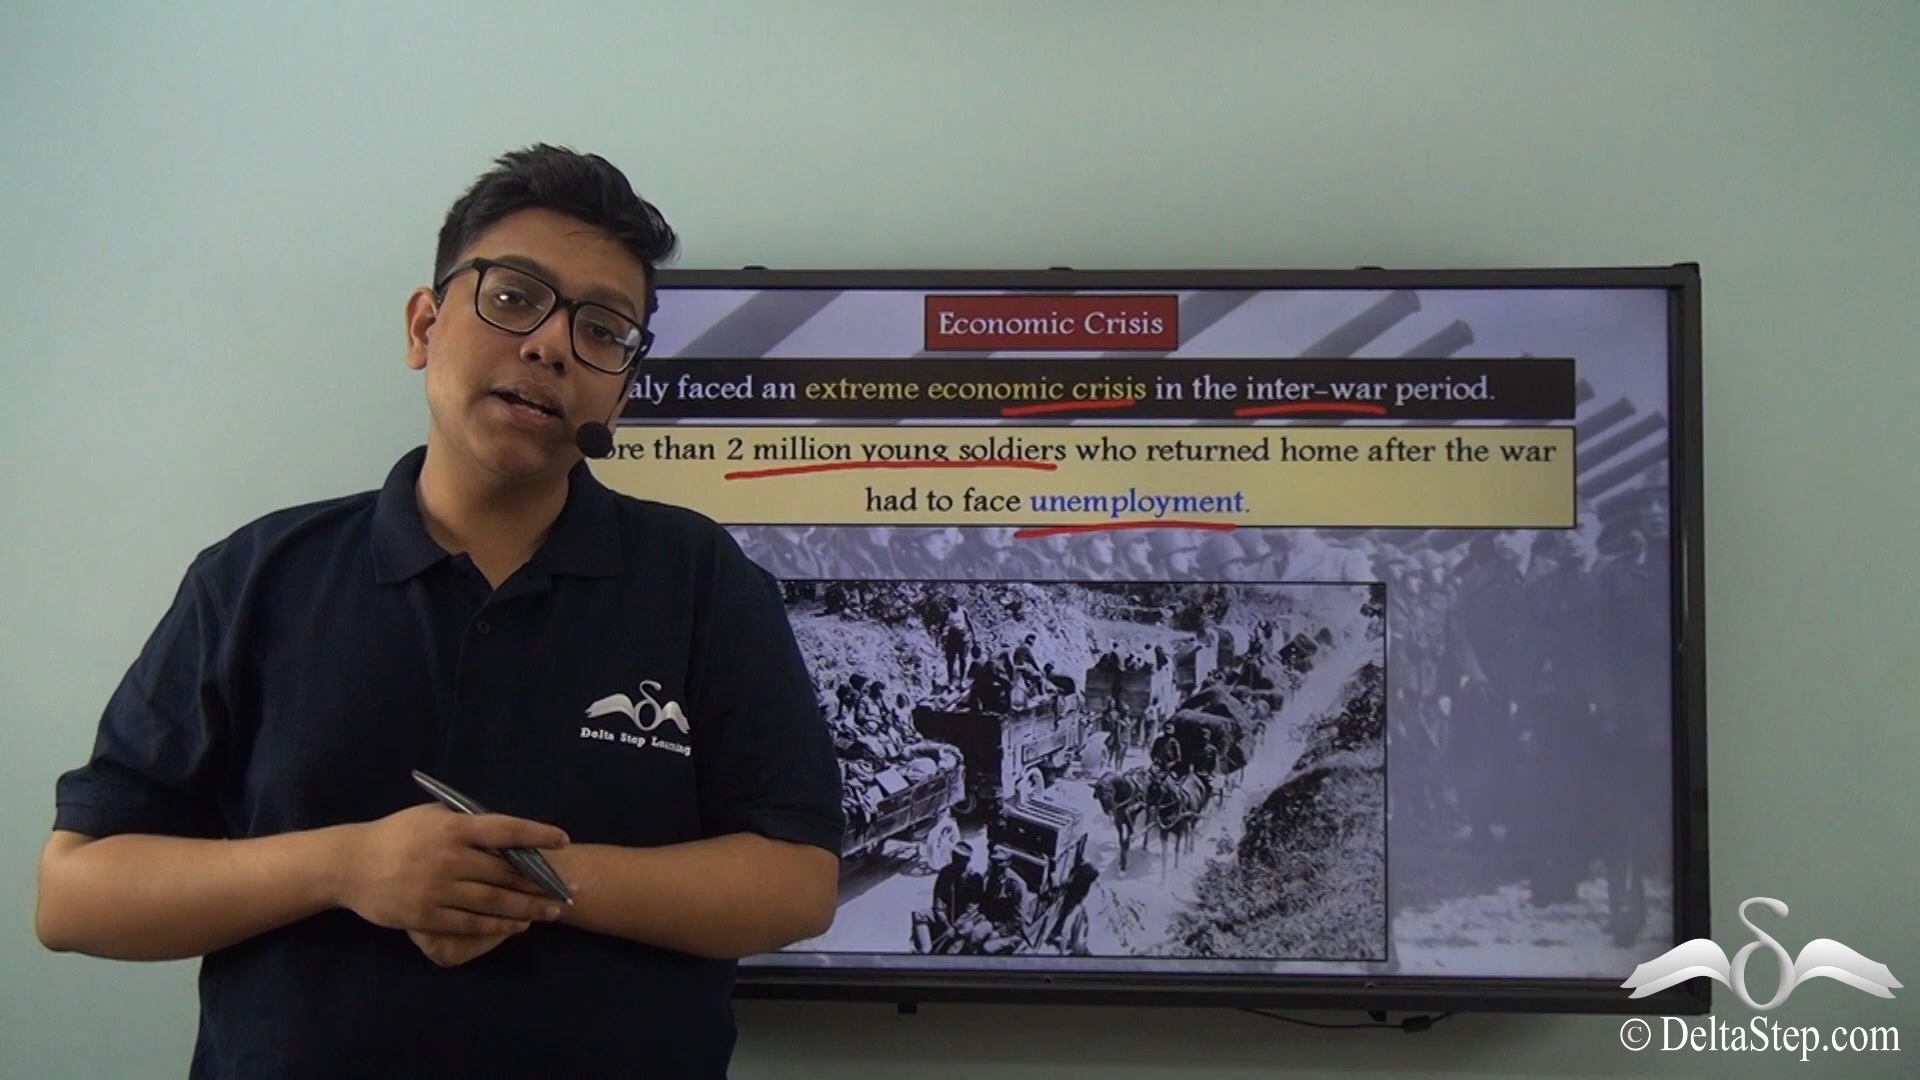 Economic Crisis
aly faced an extreme economic crisis in the inter-war period.
ore than 2 million young soldiers who returned home after the war
had to face unemployment.
Delta Step Learning
© DeltaStep.com